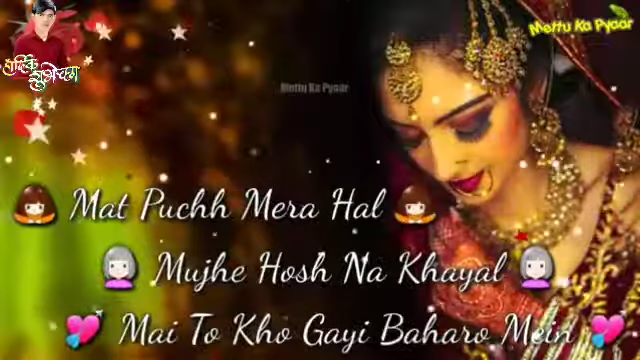 Mettu Ka Pyaar
हार्दिक शुभेच्छा
Mettu Ka Pyaar
Mat Puchh Mera Hal
Mujhe Hosh Na Khayal
Mai To Kho Gayi Baharo Mein